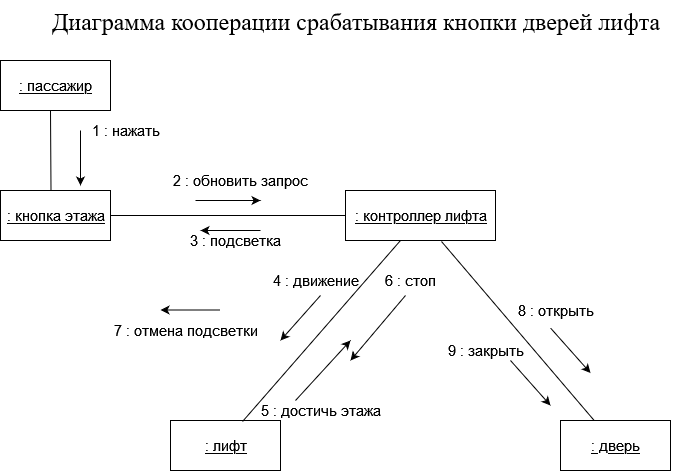 Диаграмма кооперации срабатывания кнопки дверей лифта
: пассажир
1 : нажать
2 : обновить запрос
: кнопка этажа
: контроллер лифта
3 : подсветка
4 : движение
6 : стоп
8 : открыть
7 : отмена подсветки
9 : закрыть
5 : достичь этажа
: лифт
: дверь